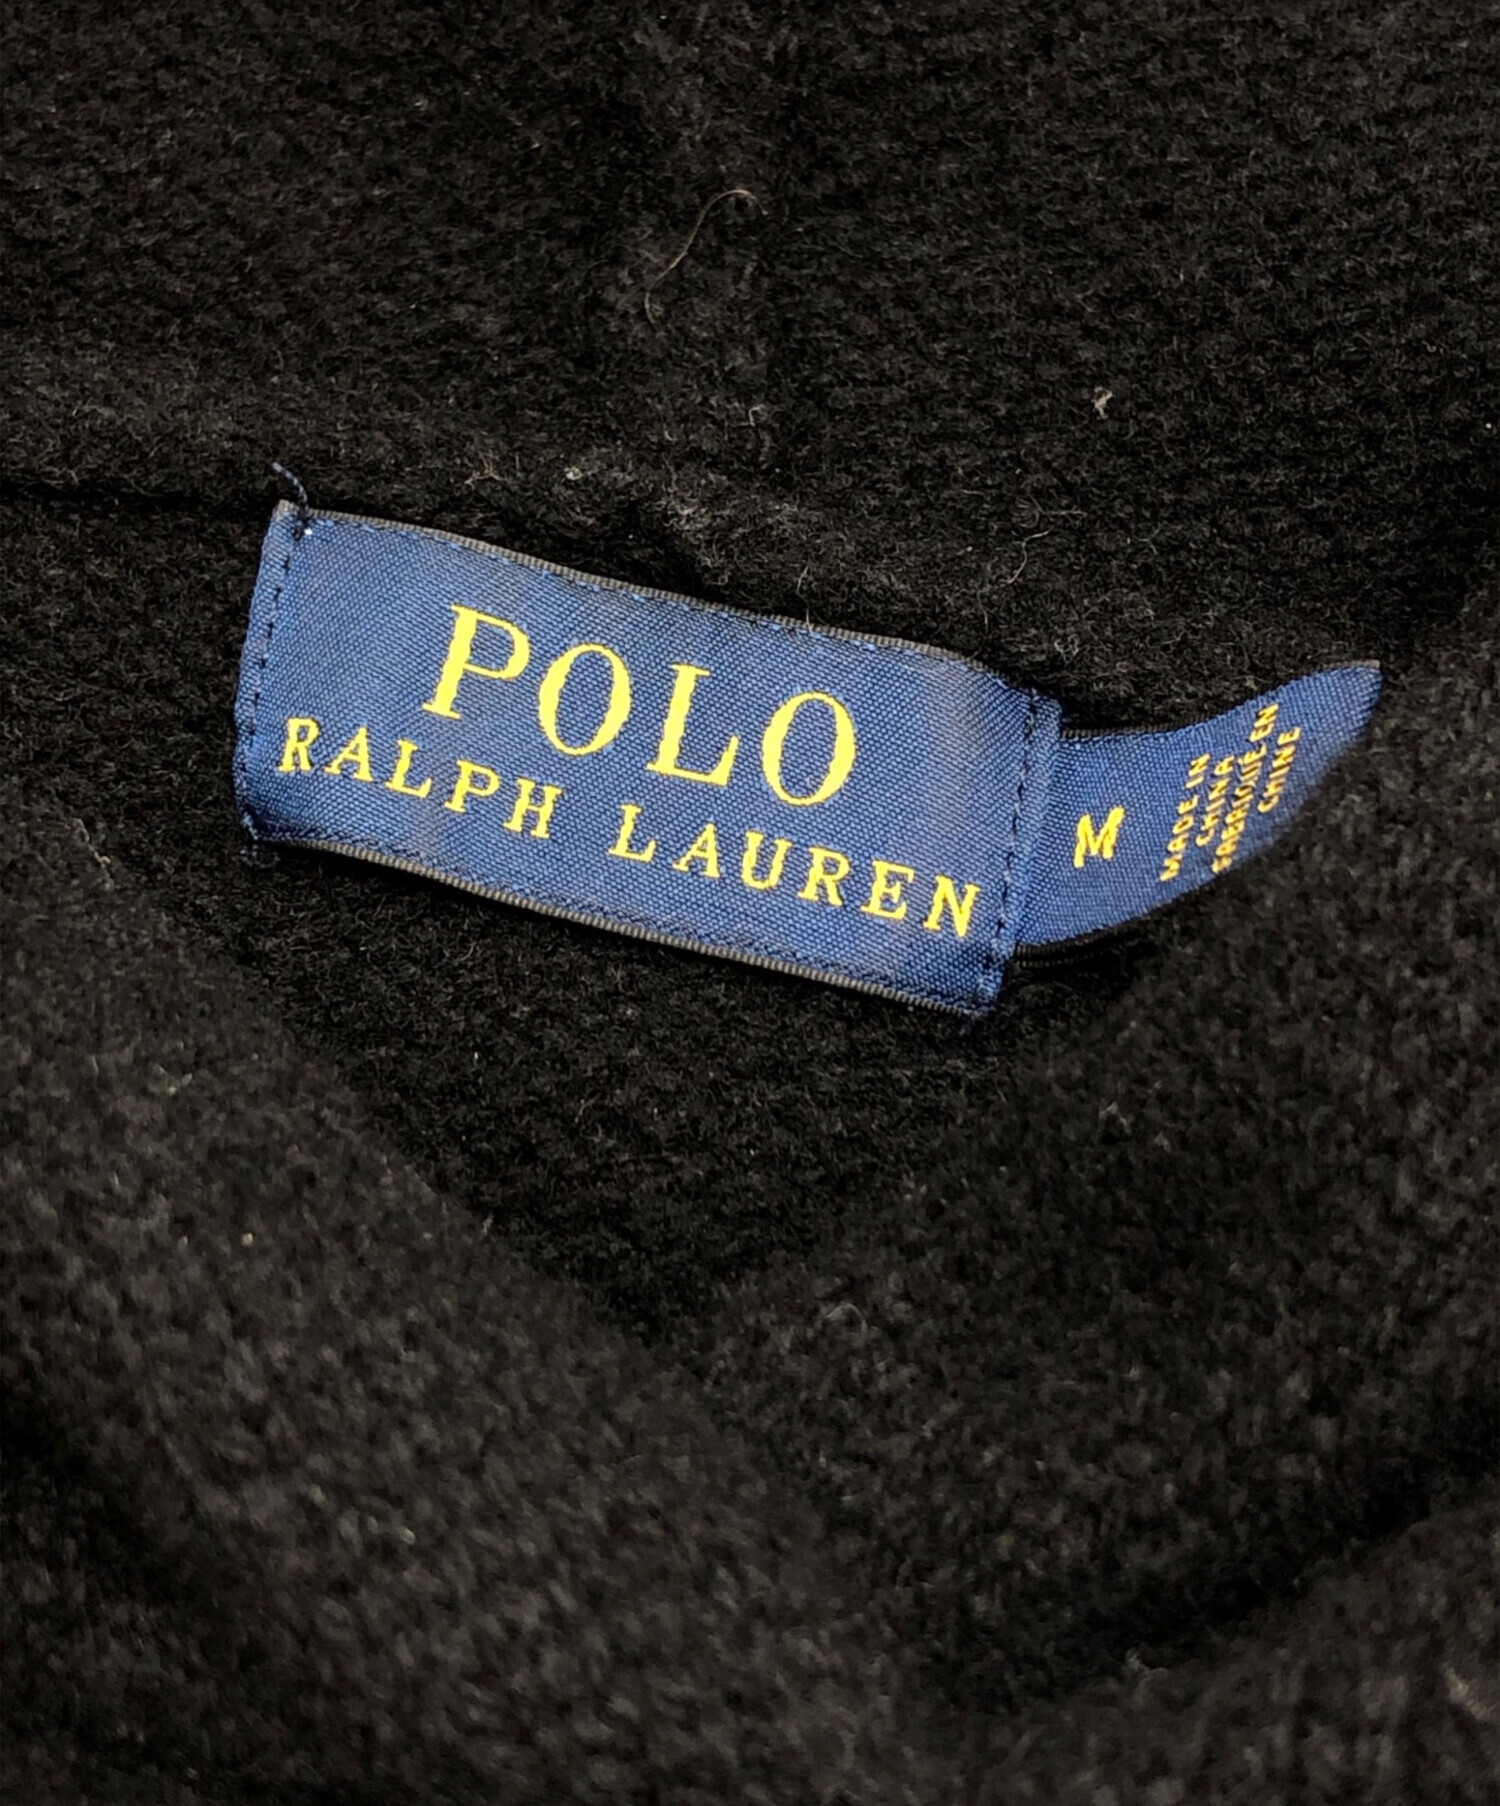 POLO
RALPH LAUREN
M
MADE IN
CHINA
FABRIQUÉ EN
CHINE